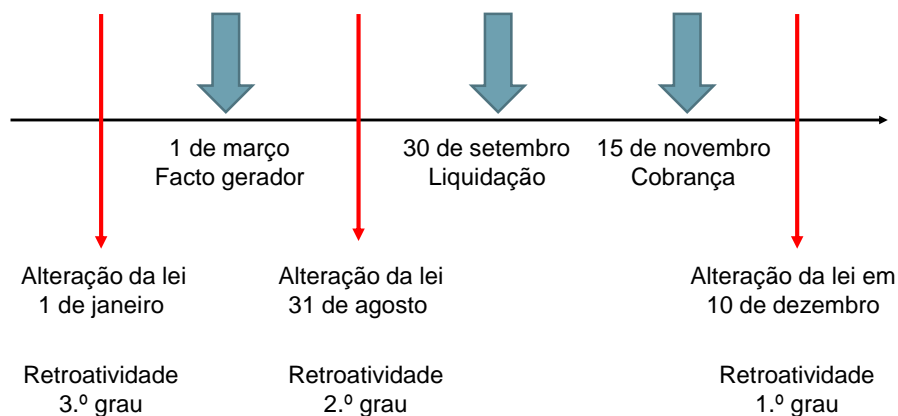 1 de março
Facto gerador
30 de setembro
Liquidação
15 de novembro
Cobrança
Alteração da lei
1 de janeiro
Alteração da lei
31 de agosto
Alteração da lei em
10 de dezembro
Retroatividade
3.º grau
Retroatividade
2.º grau
Retroatividade
1.º grau